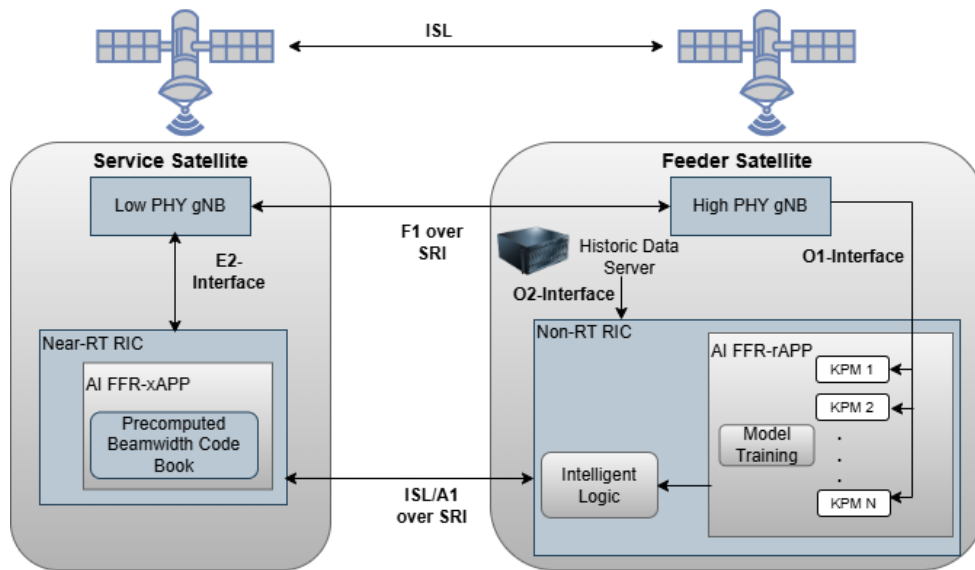 ISL
Service Satellite
Low PHY gNB
E2-
Interface
Near-RT RIC
AI FFR-xAPP
Precomputed
Beamwidth Code
Book
F1 over
SRI
ISL/A1
over SRI
Feeder Satellite
High PHY gNB
Historic Data
Server
O2-Interface
O1-Interface
Non-RT RIC
AI FFR-rAPP
KPM 1
KPM 2
.
.
.
KPM N
Model
Training
Intelligent
Logic